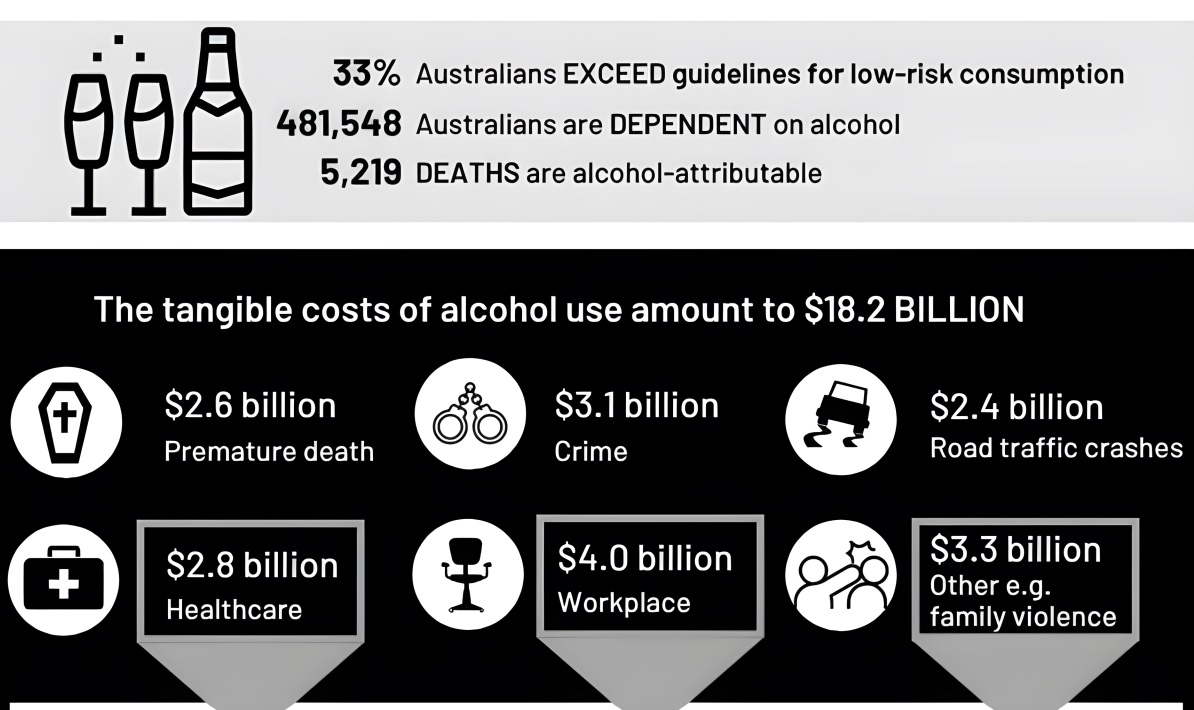 33% Australians EXCEED guidelines for low-risk consumption
481,548 Australians are DEPENDENT on alcohol
5,219 DEATHS are alcohol-attributable
The tangible costs of alcohol use amount to $18.2 BILLION
$2.6 billion
Premature death
$3.1 billion
Crime
$2.4 billion
Road traffic crashes
$2.8 billion
Healthcare
$4.0 billion
Workplace
$3.3 billion
Other e.g.
family violence